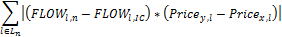 ∑_{l∈L_n} |(FLOW_{l,n} − FLOW_{l,IC}) ∗ (Price_{y,l} − Price_{x,l})|